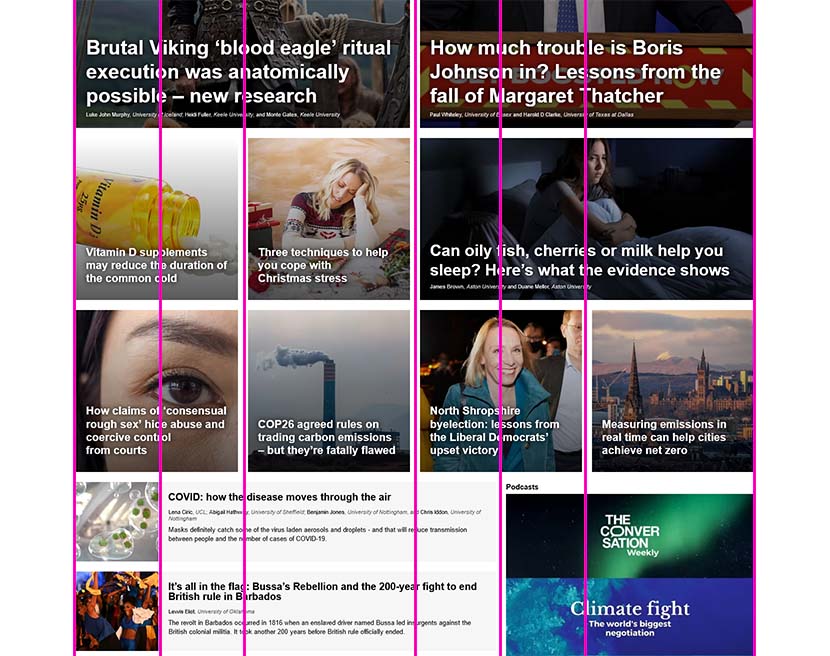 Brutal Viking ‘blood eagle’ ritual
execution was anatomically
possible – new research
Luke John Murphy, University of Iceland; Heidi Fuller, Keele University, and Monte Gates, Keele University
How much trouble is Boris
Johnson in? Lessons from the
fall of Margaret Thatcher
Paul Whiteley, University of Essex and Harold D Clarke, University of Texas at Dallas
Vitamin D
25µg
Vitamin D supplements
may reduce the duration of
the common cold
Three techniques to help
you cope with
Christmas stress
Can oily fish, cherries or milk help you
sleep? Here’s what the evidence shows
James Brown, Aston University and Duane Mellor, Aston University
How claims of ‘consensual
rough sex’ hide abuse and
coercive control
from courts
COP26 agreed rules on
trading carbon emissions
– but they’re fatally flawed
North Shropshire
byelection: lessons from
the Liberal Democrats’
upset victory
Measuring emissions in
real time can help cities
achieve net zero
COVID: how the disease moves through the air
Lena Ciric, UCL; Abigail Hathway, University of Sheffield; Benjamin Jones, University of Nottingham, and Chris Iddon, University of
Nottingham
Masks definitely catch some of the virus laden aerosols and droplets - and that will reduce transmission
between people and the number of cases of COVID-19.
It’s all in the flag: Bussa’s Rebellion and the 200-year fight to end
British rule in Barbados
Lewis Eliot, University of Oklahoma
The revolt in Barbados occurred in 1816 when an enslaved driver named Bussa led insurgents against the
British colonial militia. It took another 200 years before British rule officially ended.
Podcasts
THE
CONVER
SATION
Weekly
Climate fight
The world's biggest
negotiation